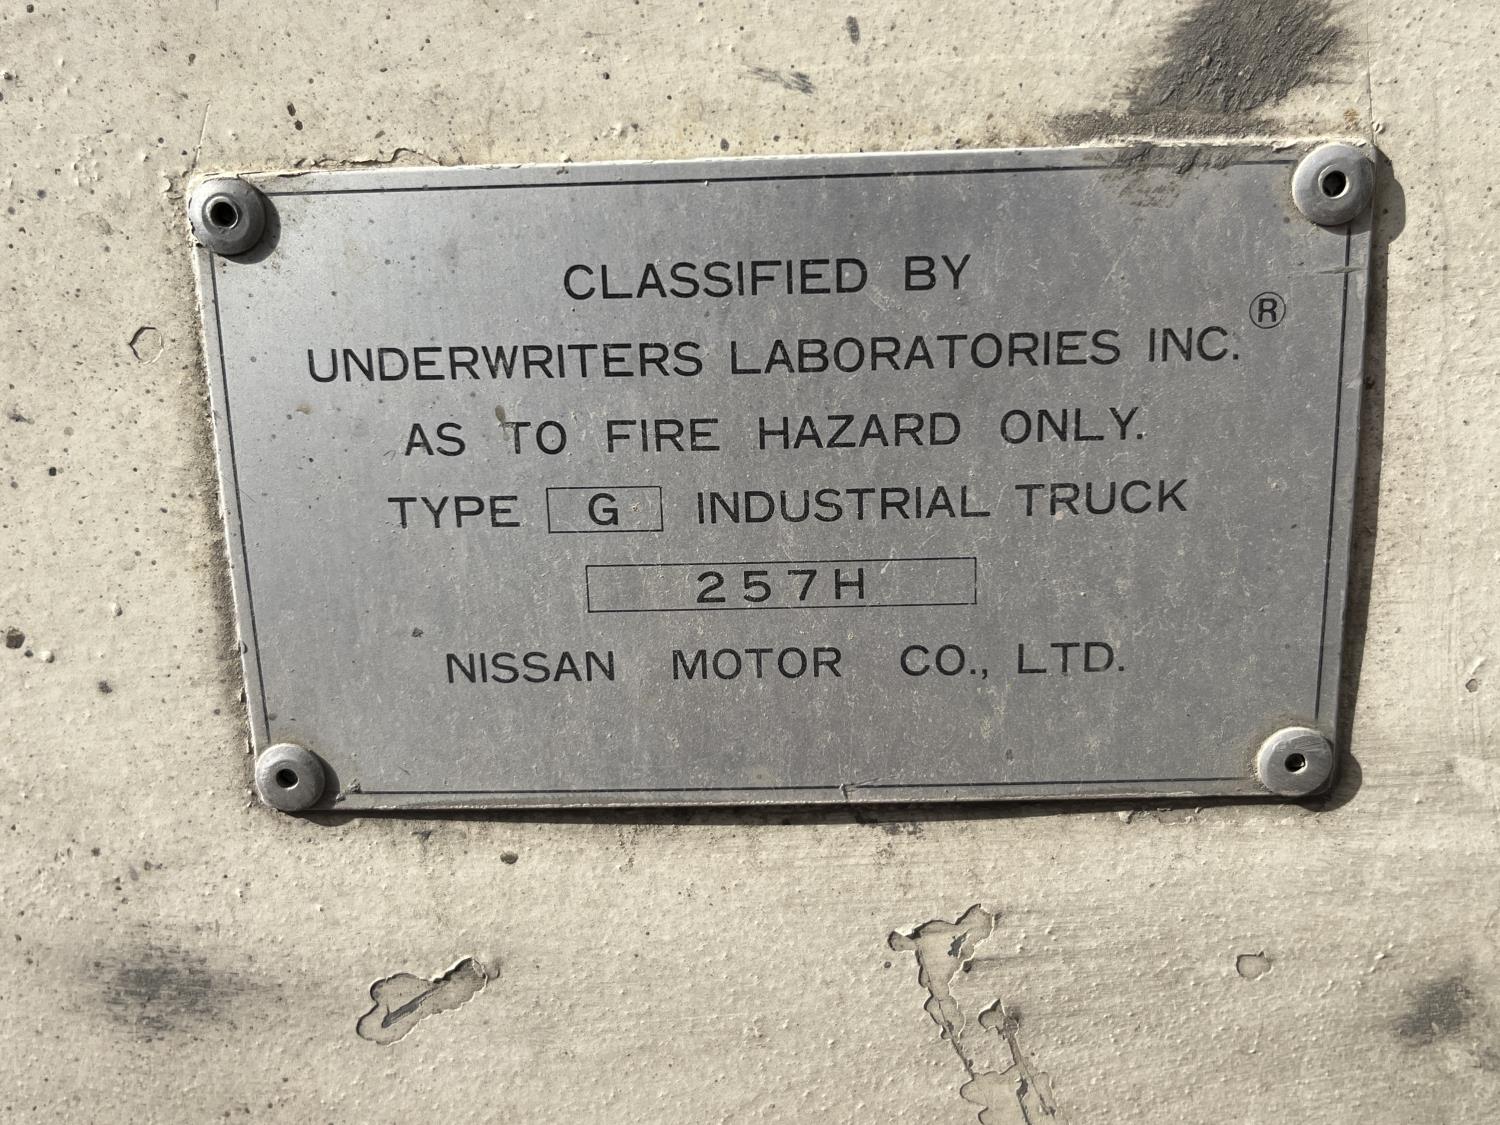 CLASSIFIED BY
UNDERWRITERS LABORATORIES INC.®
AS TO FIRE HAZARD ONLY.
TYPE G INDUSTRIAL TRUCK
257H
NISSAN MOTOR CO., LTD.